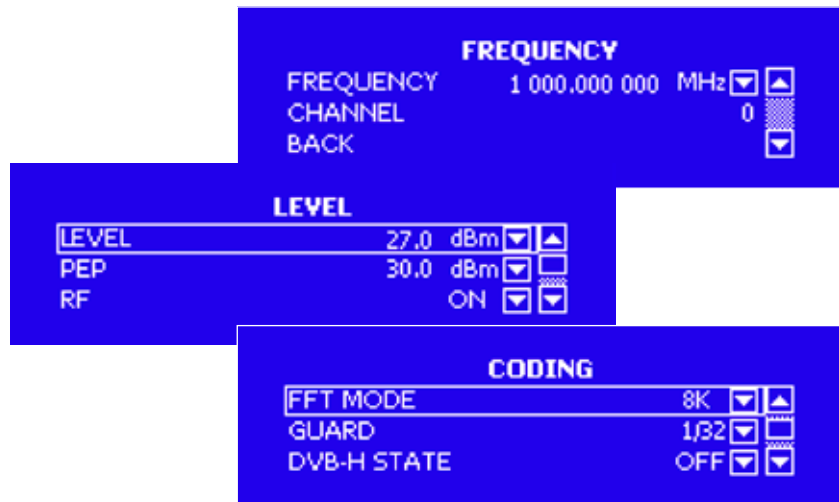 FREQUENCY
FREQUENCY 1 000.000 000 MHz
CHANNEL 0
BACK
LEVEL
LEVEL 27.0 dBm
PEP 30.0 dBm
RF ON
CODING
FFT MODE 8K
GUARD 1/32
DVB-H STATE OFF